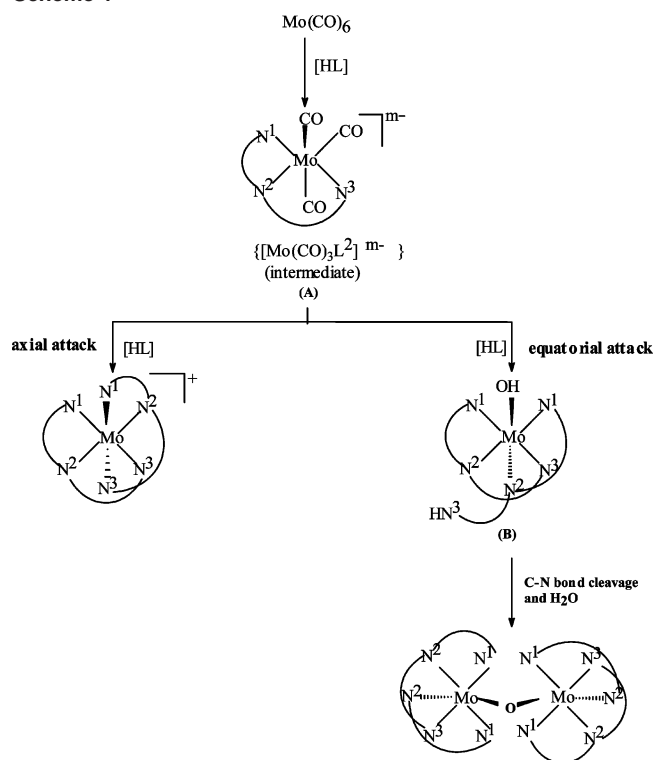 Mo(CO)6
[HL]
CO
m–
N1
CO
Mo
N2
N3
CO
{[Mo(CO)3L2] m- }
(intermediate)
(A)
axial attack
[HL]
[HL]
equatorial attack
N1
+
N1
N2
Mo
N2
N3
N3
OH
N1
N1
Mo
N2
N3
N2
HN3
(B)
C-N bond cleavage
and H2O
N2
N1
N1
N3
N2
Mo
O
Mo
N2
N3
N1
N1
N2